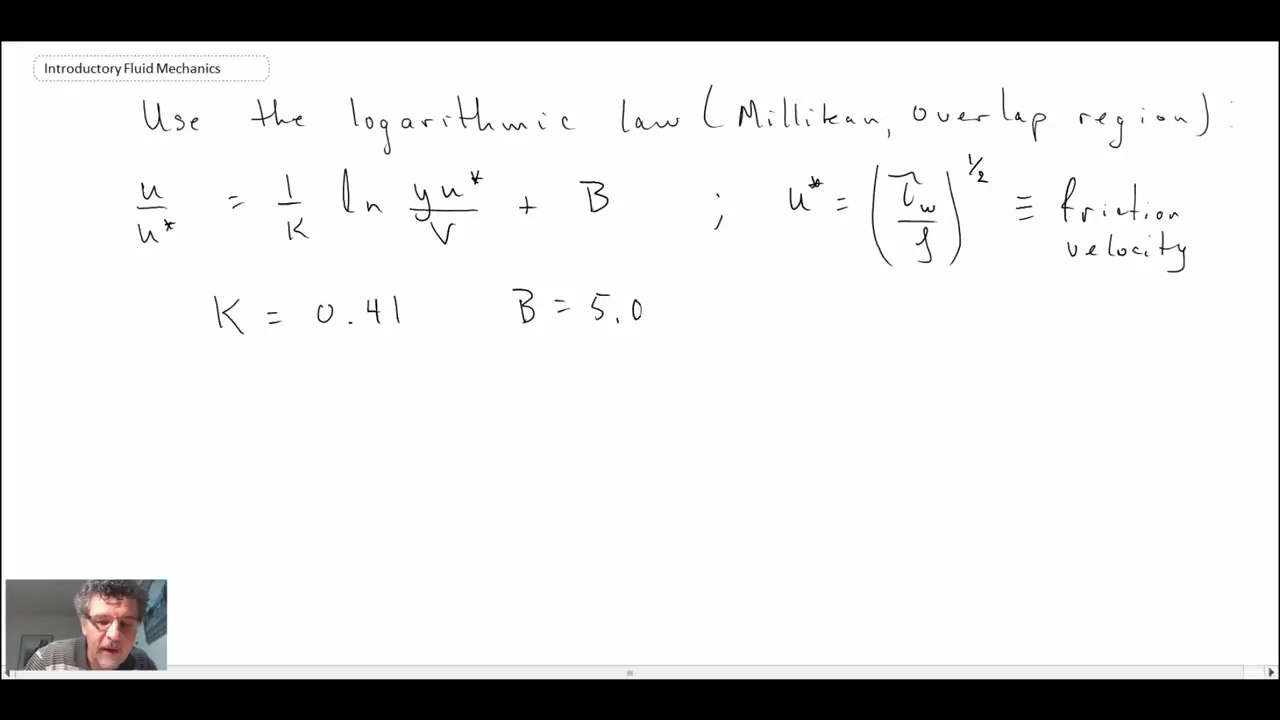 Introductory Fluid Mechanics
Use the logarithmic law (Millikan, overlap region) :
u/u* = 1/κ ln yu*/ν + B ; u* = (τw/ρ)^1/2 ≡ friction velocity
κ = 0.41 B = 5.0